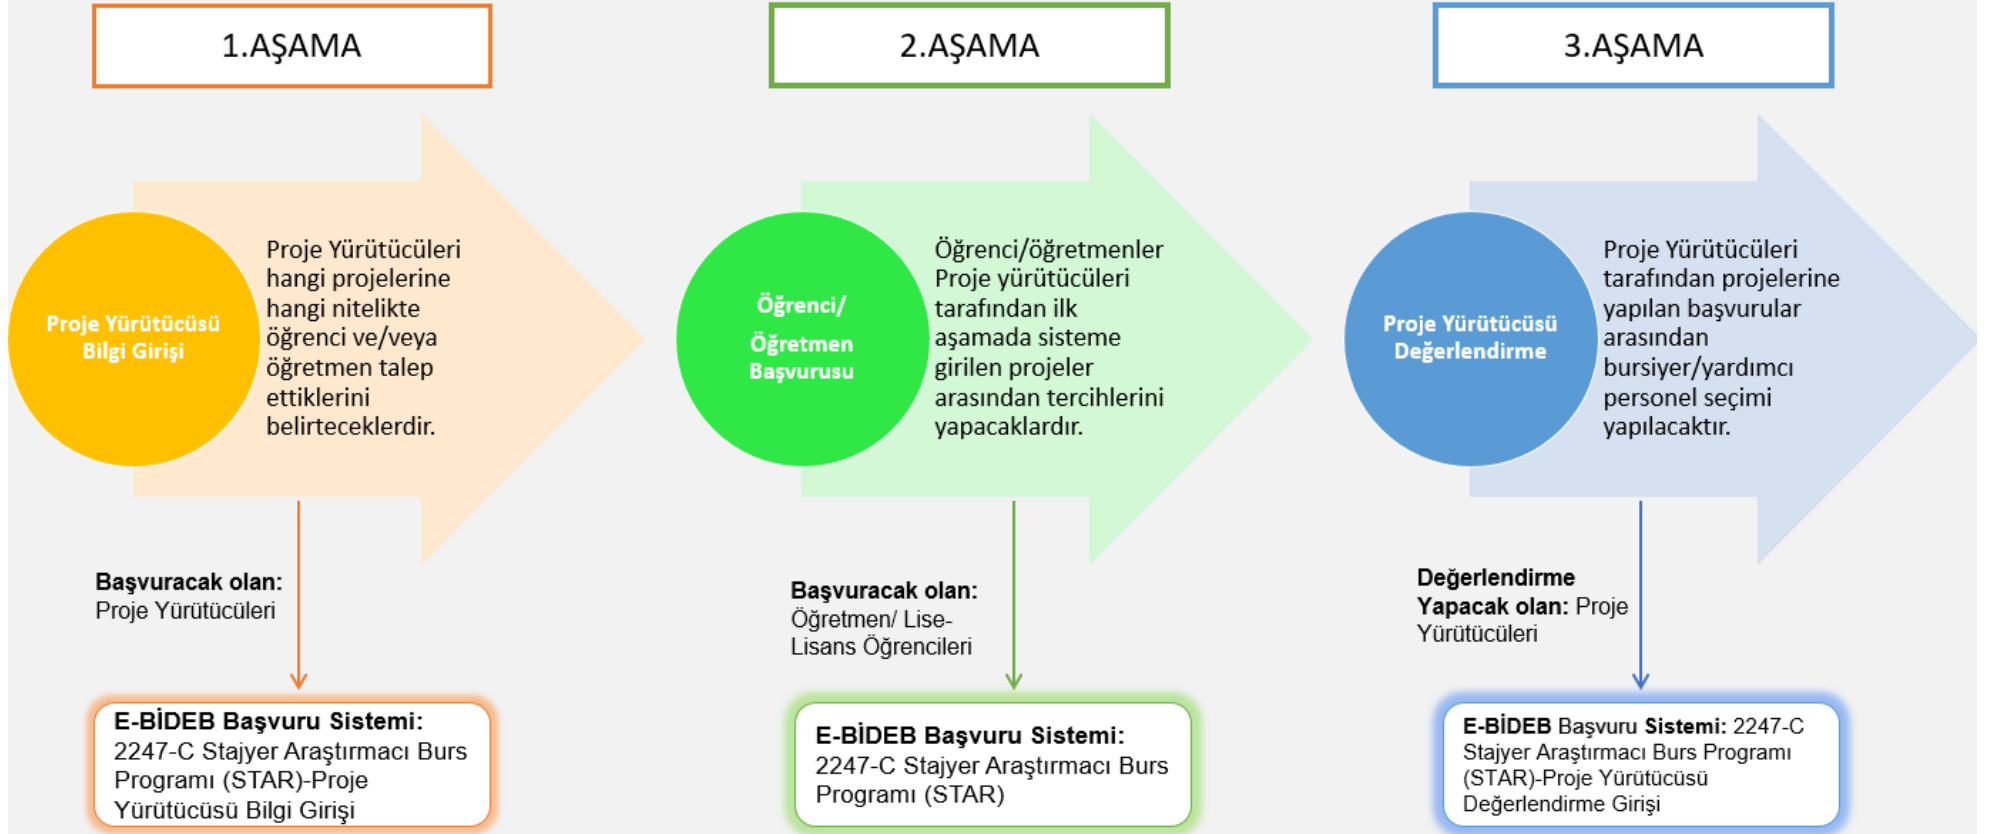 1.AŞAMA
Proje Yürütücüsü
Bilgi Girişi
Proje Yürütücüleri
hangi projelerine
hangi nitelikte
öğrenci ve/veya
öğretmen talep
ettiklerini
belirteceklerdir.
Başvuracak olan:
Proje Yürütücüleri
E-BİDEB Başvuru Sistemi:
2247-C Stajyer Araştırmacı Burs
Programı (STAR)-Proje
Yürütücüsü Bilgi Girişi
2.AŞAMA
Öğrenci/
Öğretmen
Başvurusu
Öğrenci/öğretmenler
Proje yürütücüleri
tarafından ilk
aşamada sisteme
girilen projeler
arasından tercihlerini
yapacaklardır.
Başvuracak olan:
Öğretmen/ Lise-
Lisans Öğrencileri
E-BİDEB Başvuru Sistemi:
2247-C Stajyer Araştırmacı Burs
Programı (STAR)
3.AŞAMA
Proje Yürütücüsü
Değerlendirme
Proje Yürütücüleri
tarafından projelerine
yapılan başvurular
arasından
bursiyer/yardımcı
personel seçimi
yapılacaktır.
Değerlendirme
Yapacak olan: Proje
Yürütücüleri
E-BİDEB Başvuru Sistemi: 2247-C
Stajyer Araştırmacı Burs Programı
(STAR)-Proje Yürütücüsü
Değerlendirme Girişi